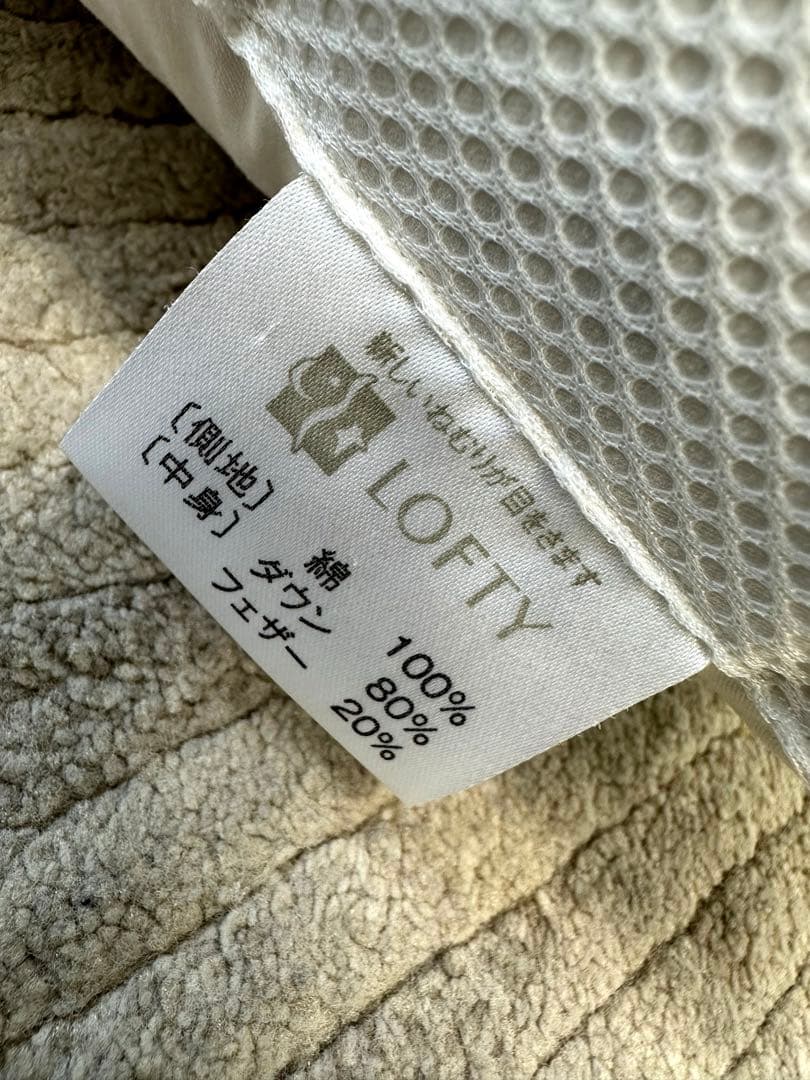 新しいねむりが目をさます
LOFTY
〔側地〕 綿 100%
〔中身〕 ダウン 80%
フェザー 20%